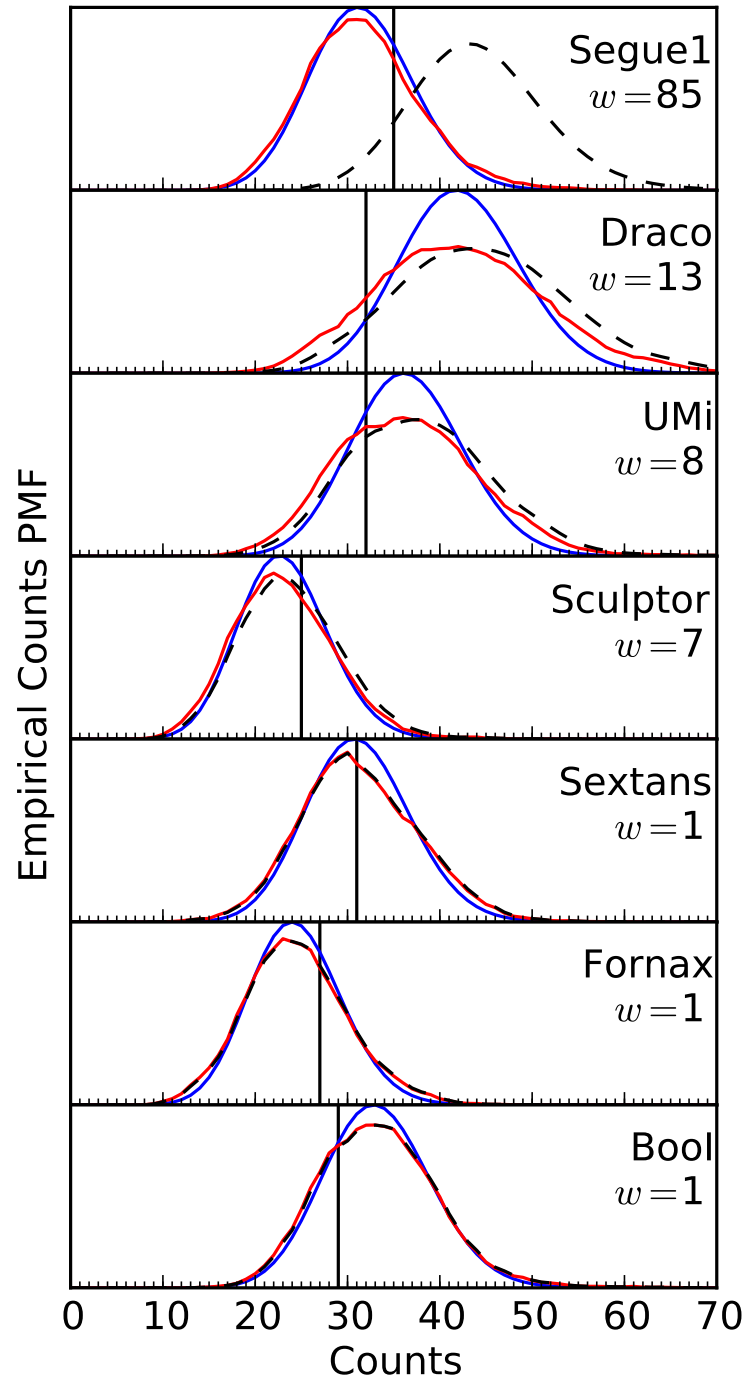 Segue1
w=85
Draco
w=13
UMi
w=8
Sculptor
w=7
Sextans
w=1
Fornax
w=1
BooI
w=1
Empirical Counts PMF
0 10 20 30 40 50 60 70
Counts